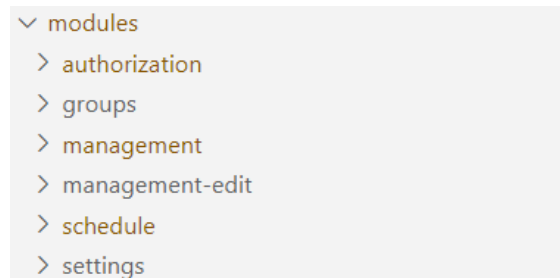 modules
authorization
groups
management
management-edit
schedule
settings